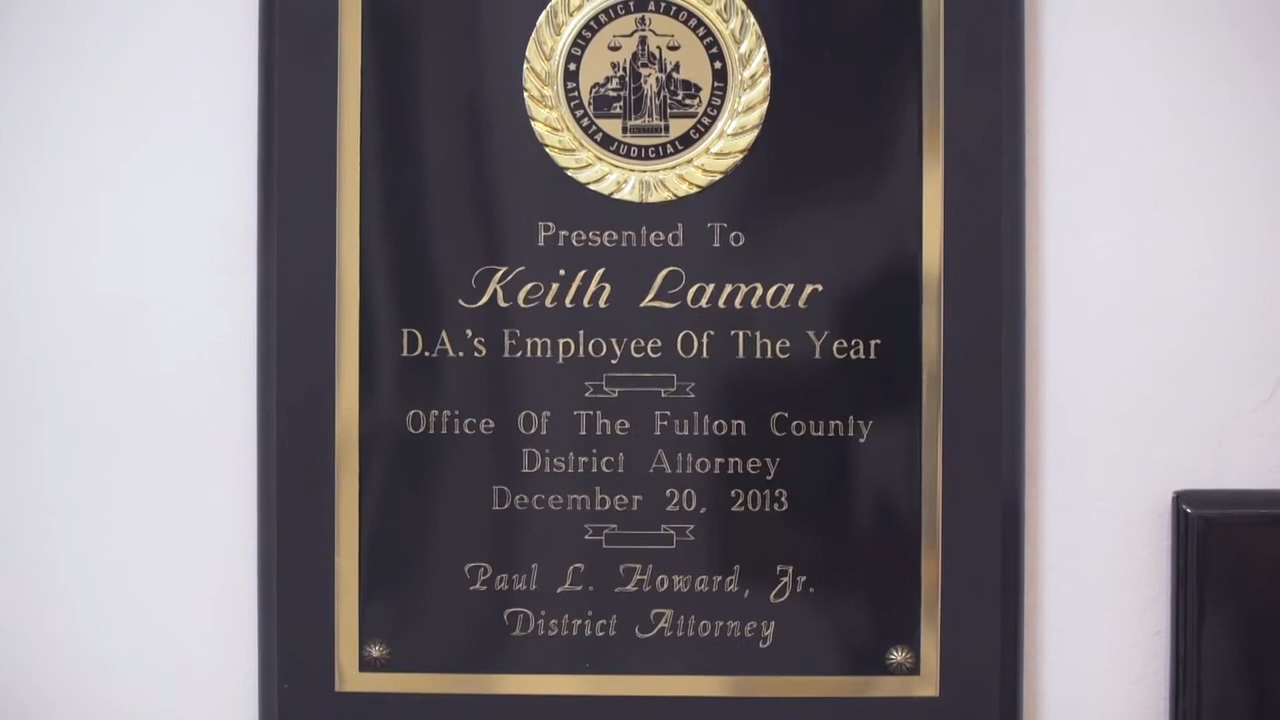 DISTRICT ATTORNEY
ATLANTA JUDICIAL CIRCUIT
JUSTICE
Presented To
Keith Lamar
D.A.'s Employee Of The Year
Office Of The Fulton County
District Attorney
December 20, 2013
Paul L. Howard, Jr.
District Attorney